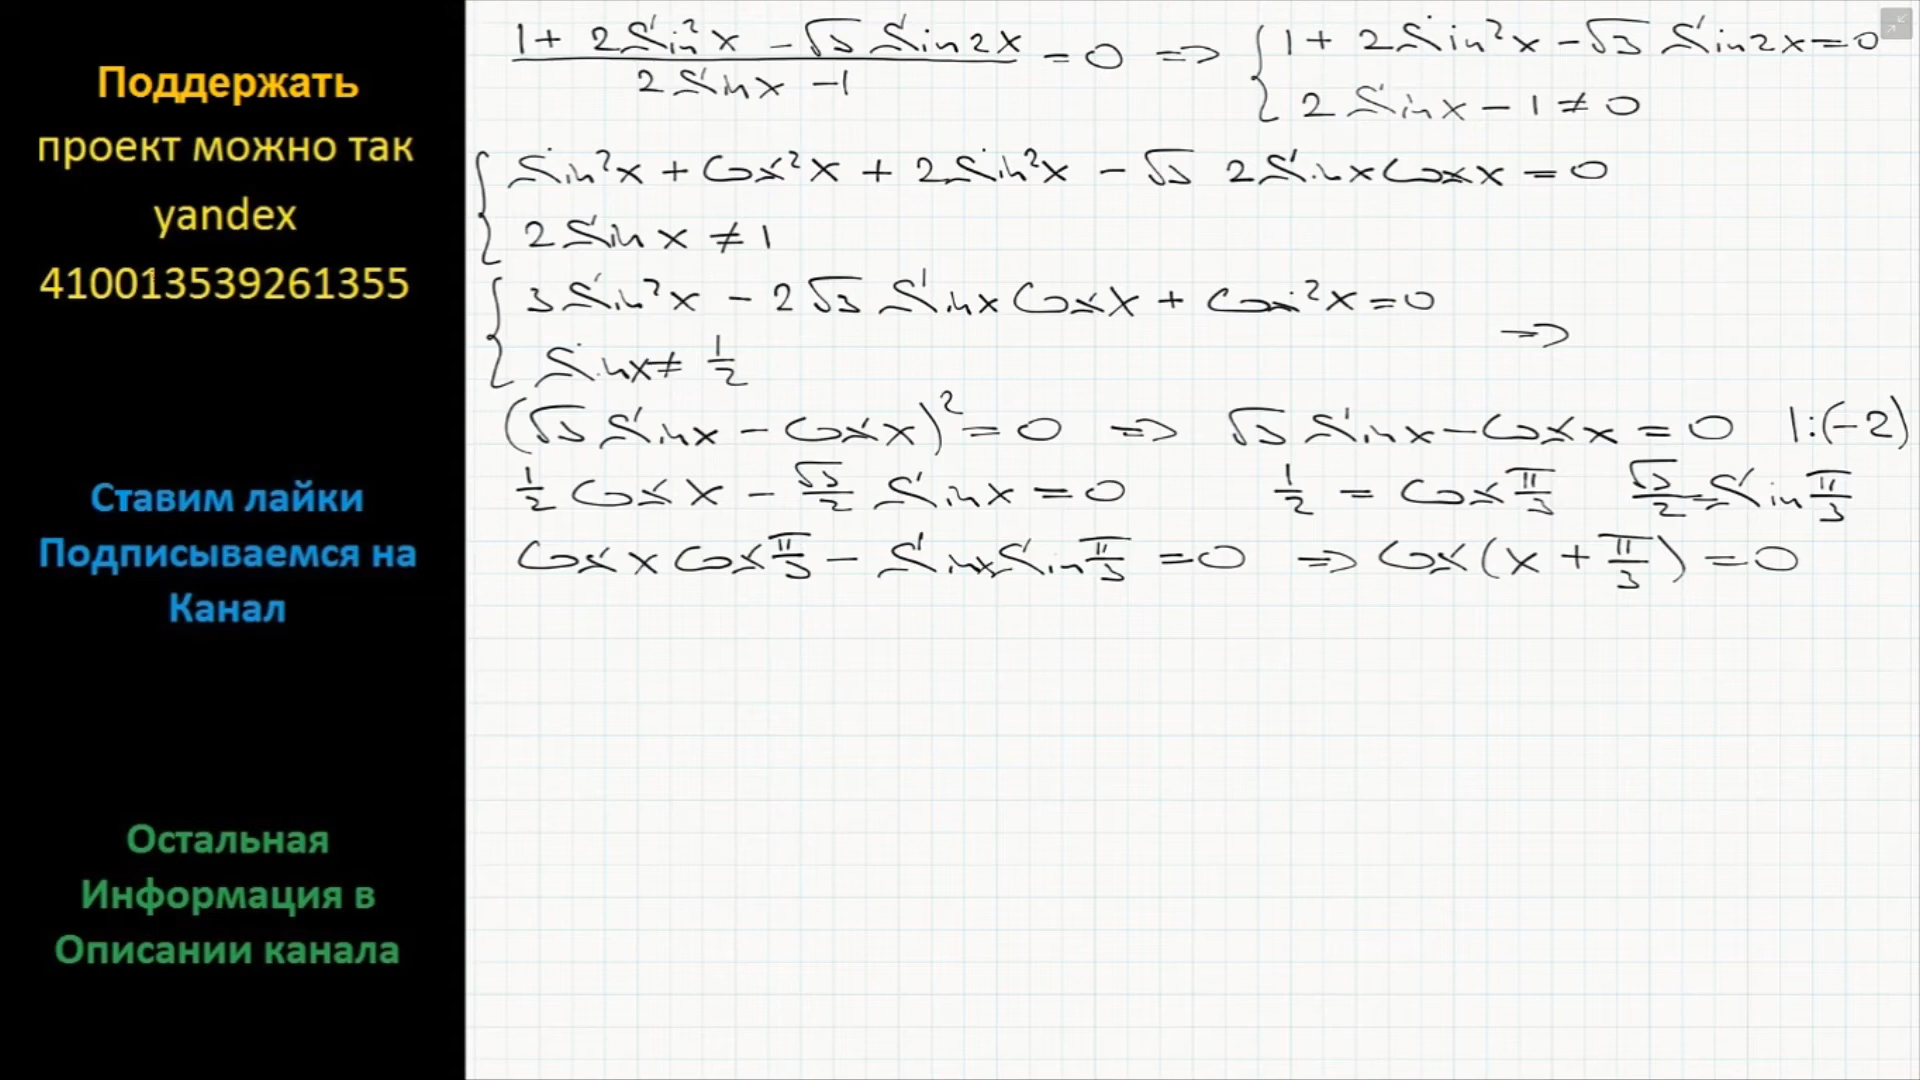 Поддержать
проект можно так
yandex
410013539261355
Ставим лайки
Подписываемся на
Канал
Остальная
Информация в
Описании канала
(1 + 2Sin²x - √3 Sin2x)/(2Sinx - 1) = 0 => { 1 + 2Sin²x - √3 Sin2x = 0
2Sinx - 1 ≠ 0
{ Sin²x + Cos²x + 2Sin²x - √3 2Sinx Cosx = 0
2Sinx ≠ 1
{ 3Sin²x - 2√3 Sinx Cosx + Cos²x = 0
Sinx ≠ 1/2 =>
(√3 Sinx - Cosx)² = 0 => √3 Sinx - Cosx = 0 |:(-2)
1/2 Cosx - √3/2 Sinx = 0 1/2 = Cos π/3 √3/2 = Sin π/3
Cosx Cos π/3 - Sinx Sin π/3 = 0 => Cos(x + π/3) = 0